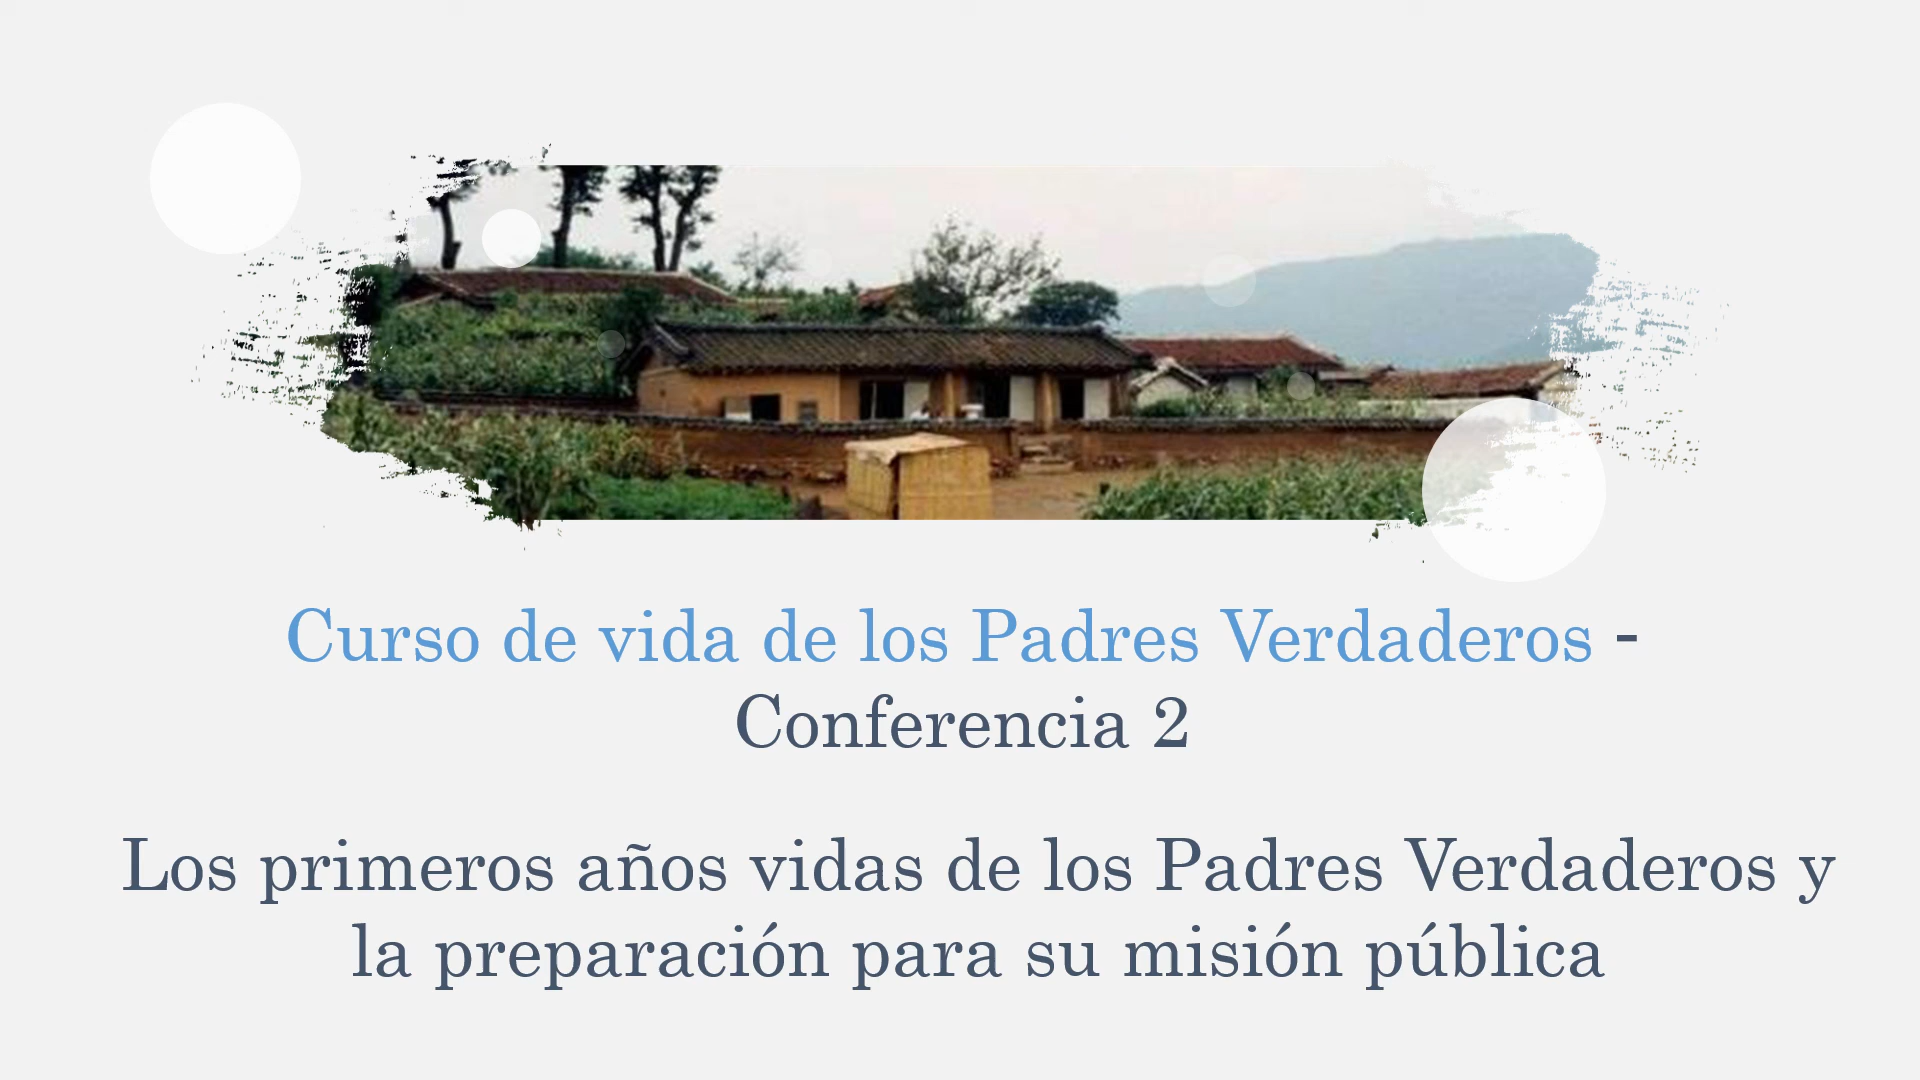 Curso de vida de los Padres Verdaderos -
Conferencia 2
Los primeros años vidas de los Padres Verdaderos y
la preparación para su misión pública